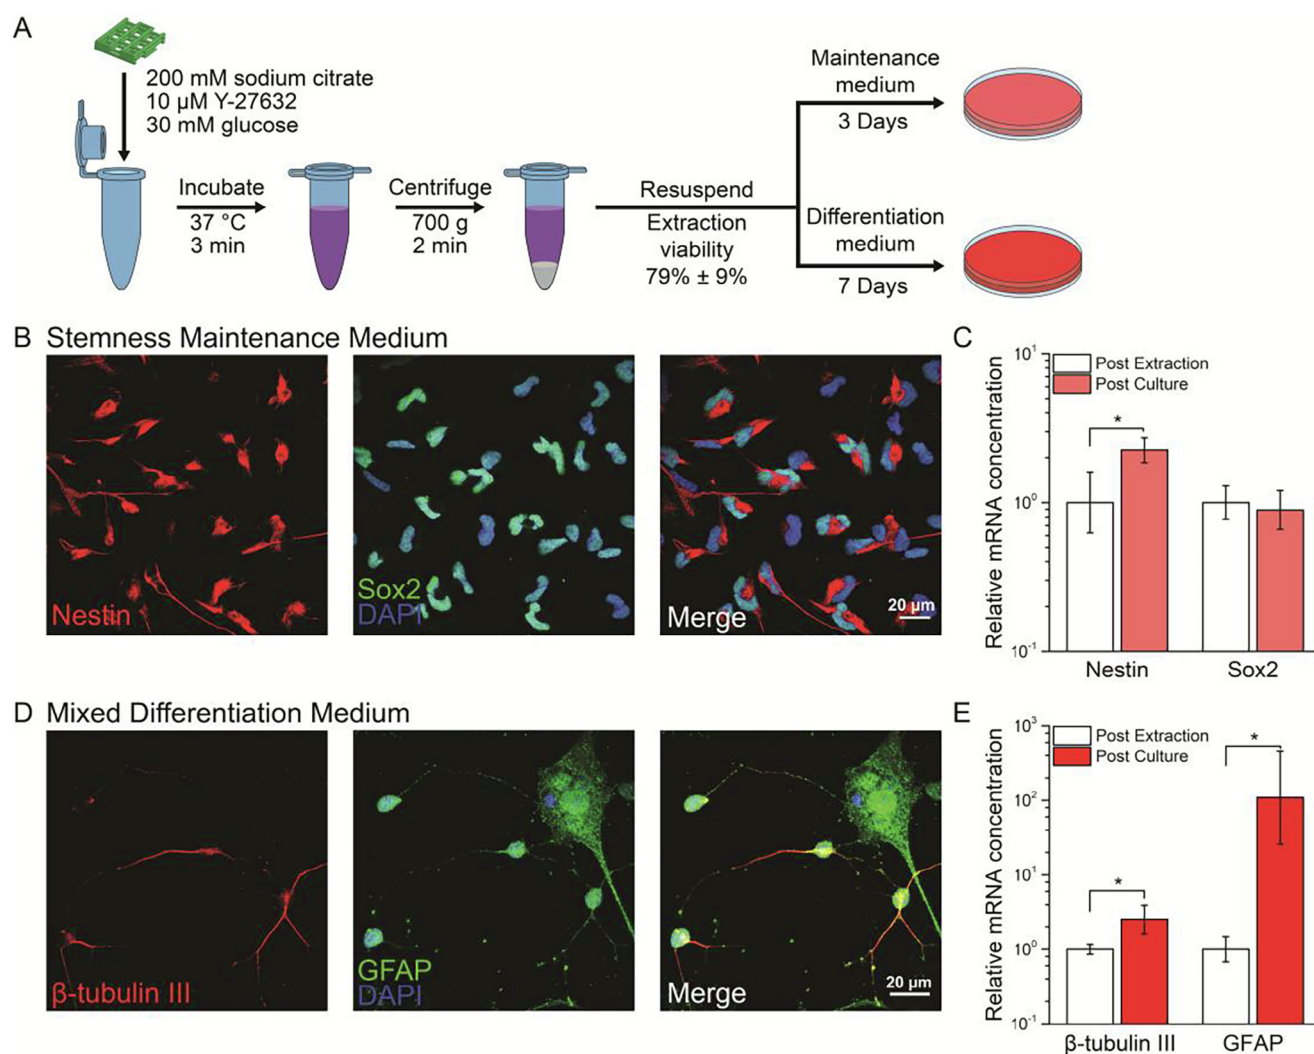 A
200 mM sodium citrate
10 µM Y-27632
30 mM glucose
Incubate
37 °C
3 min
Centrifuge
700 g
2 min
Resuspend
Extraction
viability
79% ± 9%
Maintenance
medium
3 Days
Differentiation
medium
7 Days
B Stemness Maintenance Medium
Nestin
Sox2
DAPI
Merge
20 µm
C
Relative mRNA concentration
10¹
10⁰
10⁻¹
Post Extraction
Post Culture
*
Nestin
Sox2
D Mixed Differentiation Medium
β-tubulin III
GFAP
DAPI
Merge
20 µm
E
Relative mRNA concentration
10³
10²
10¹
10⁰
10⁻¹
Post Extraction
Post Culture
*
*
β-tubulin III
GFAP